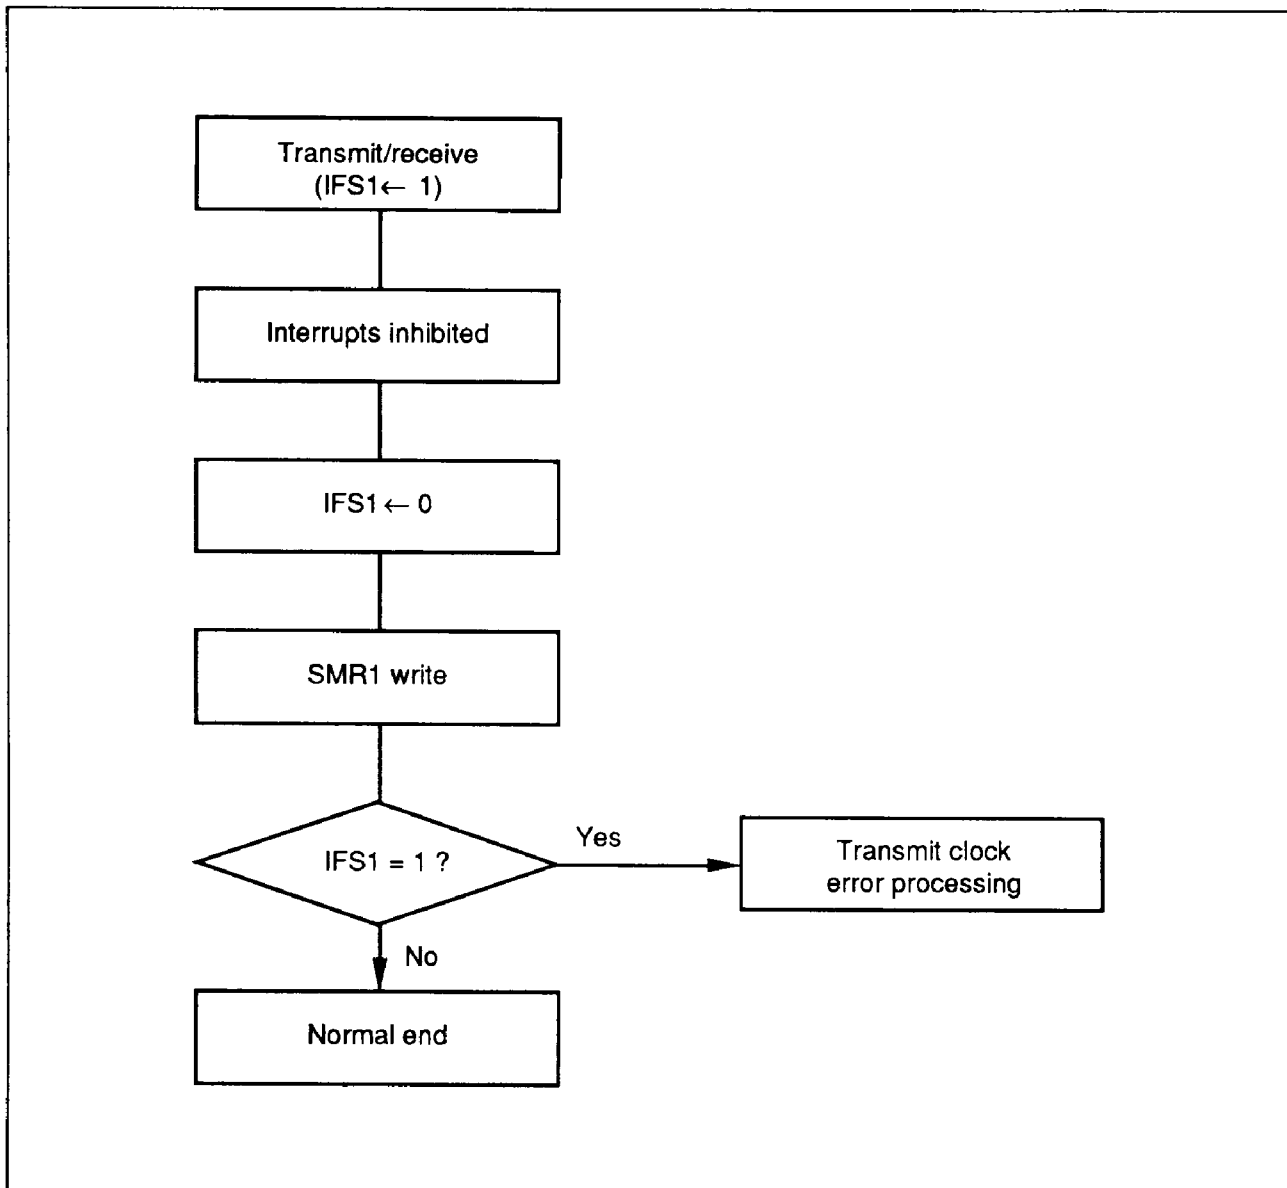 Transmit/receive
(IFS1← 1)
Interrupts inhibited
IFS1 ← 0
SMR1 write
IFS1 = 1 ?
Yes
Transmit clock
error processing
No
Normal end